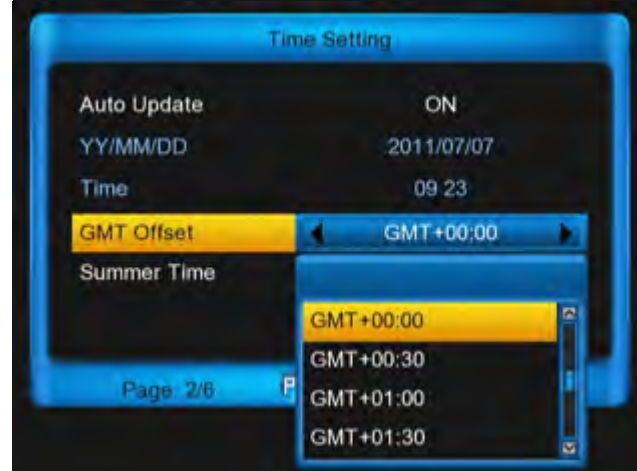 Time Setting
Auto Update ON
YY/MM/DD 2011/07/07
Time 09 23
GMT Offset GMT+00:00
Summer Time
GMT+00:00
GMT+00:30
GMT+01:00
Page: 2/6 P
GMT+01:30